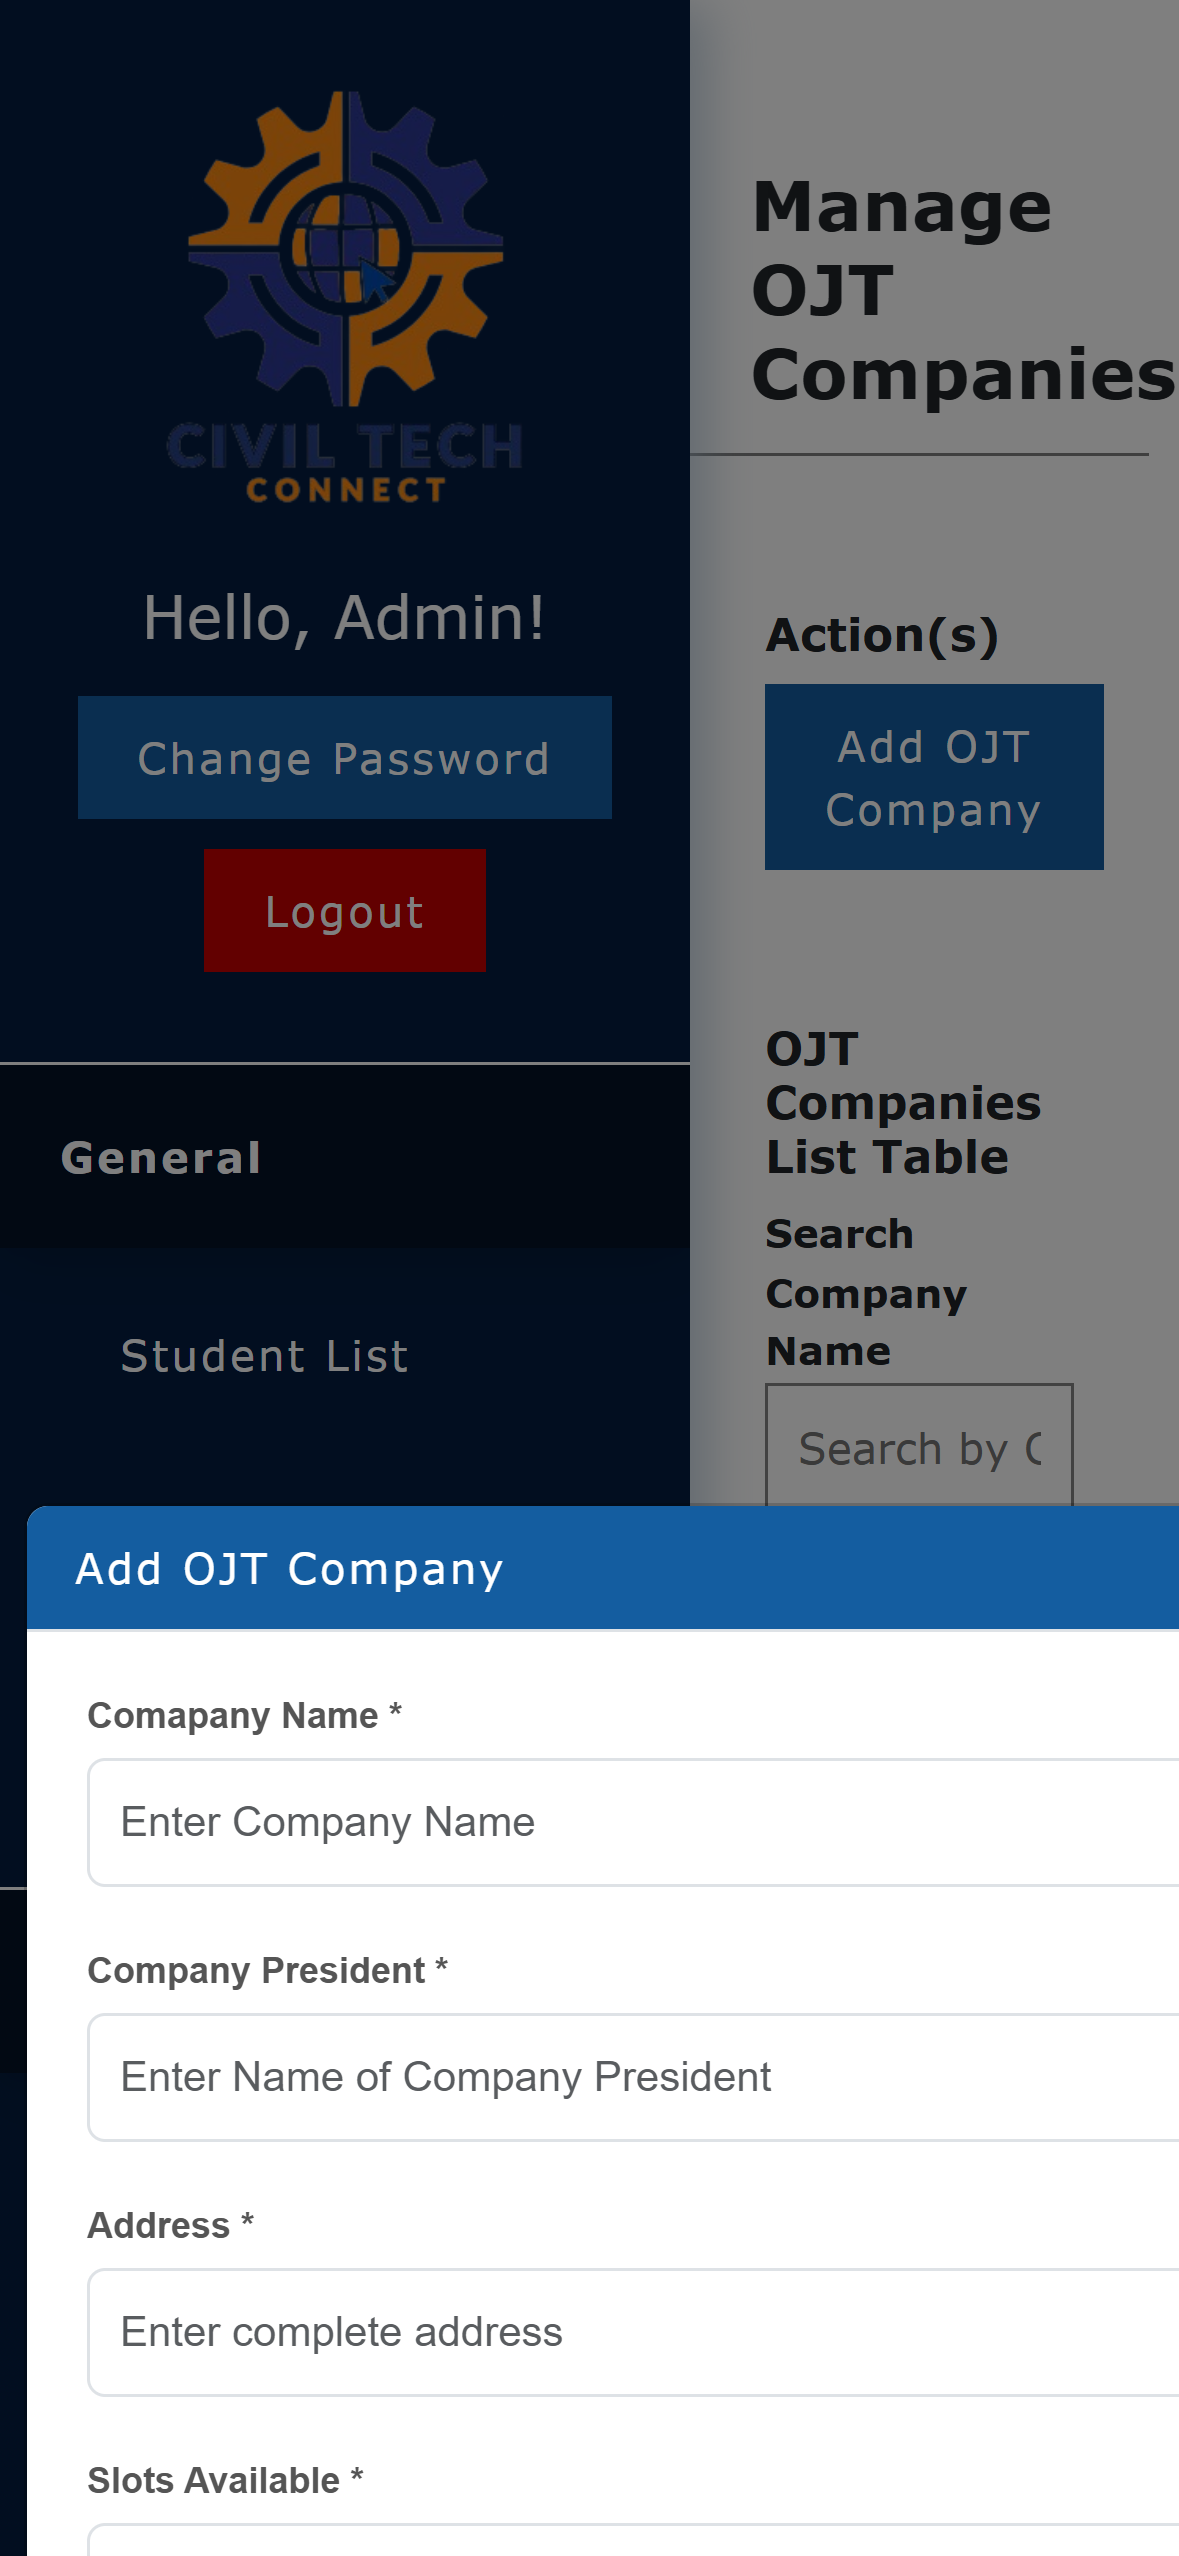 CIVIL TECH
CONNECT
Hello, Admin!
Change Password
Logout
General
Student List
Manage
OJT
Companies
Action(s)
Add OJT
Company
OJT
Companies
List Table
Search
Company
Name
Search by
Add OJT Company
Comapany Name *
Enter Company Name
Company President *
Enter Name of Company President
Address *
Enter complete address
Slots Available *